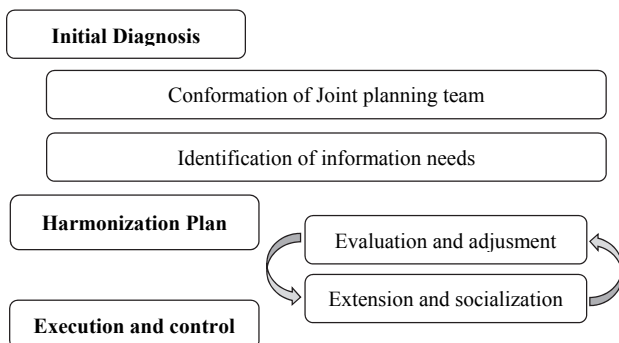 Initial Diagnosis
Conformation of Joint planning team
Identification of information needs
Harmonization Plan
Evaluation and adjusment
Extension and socialization
Execution and control